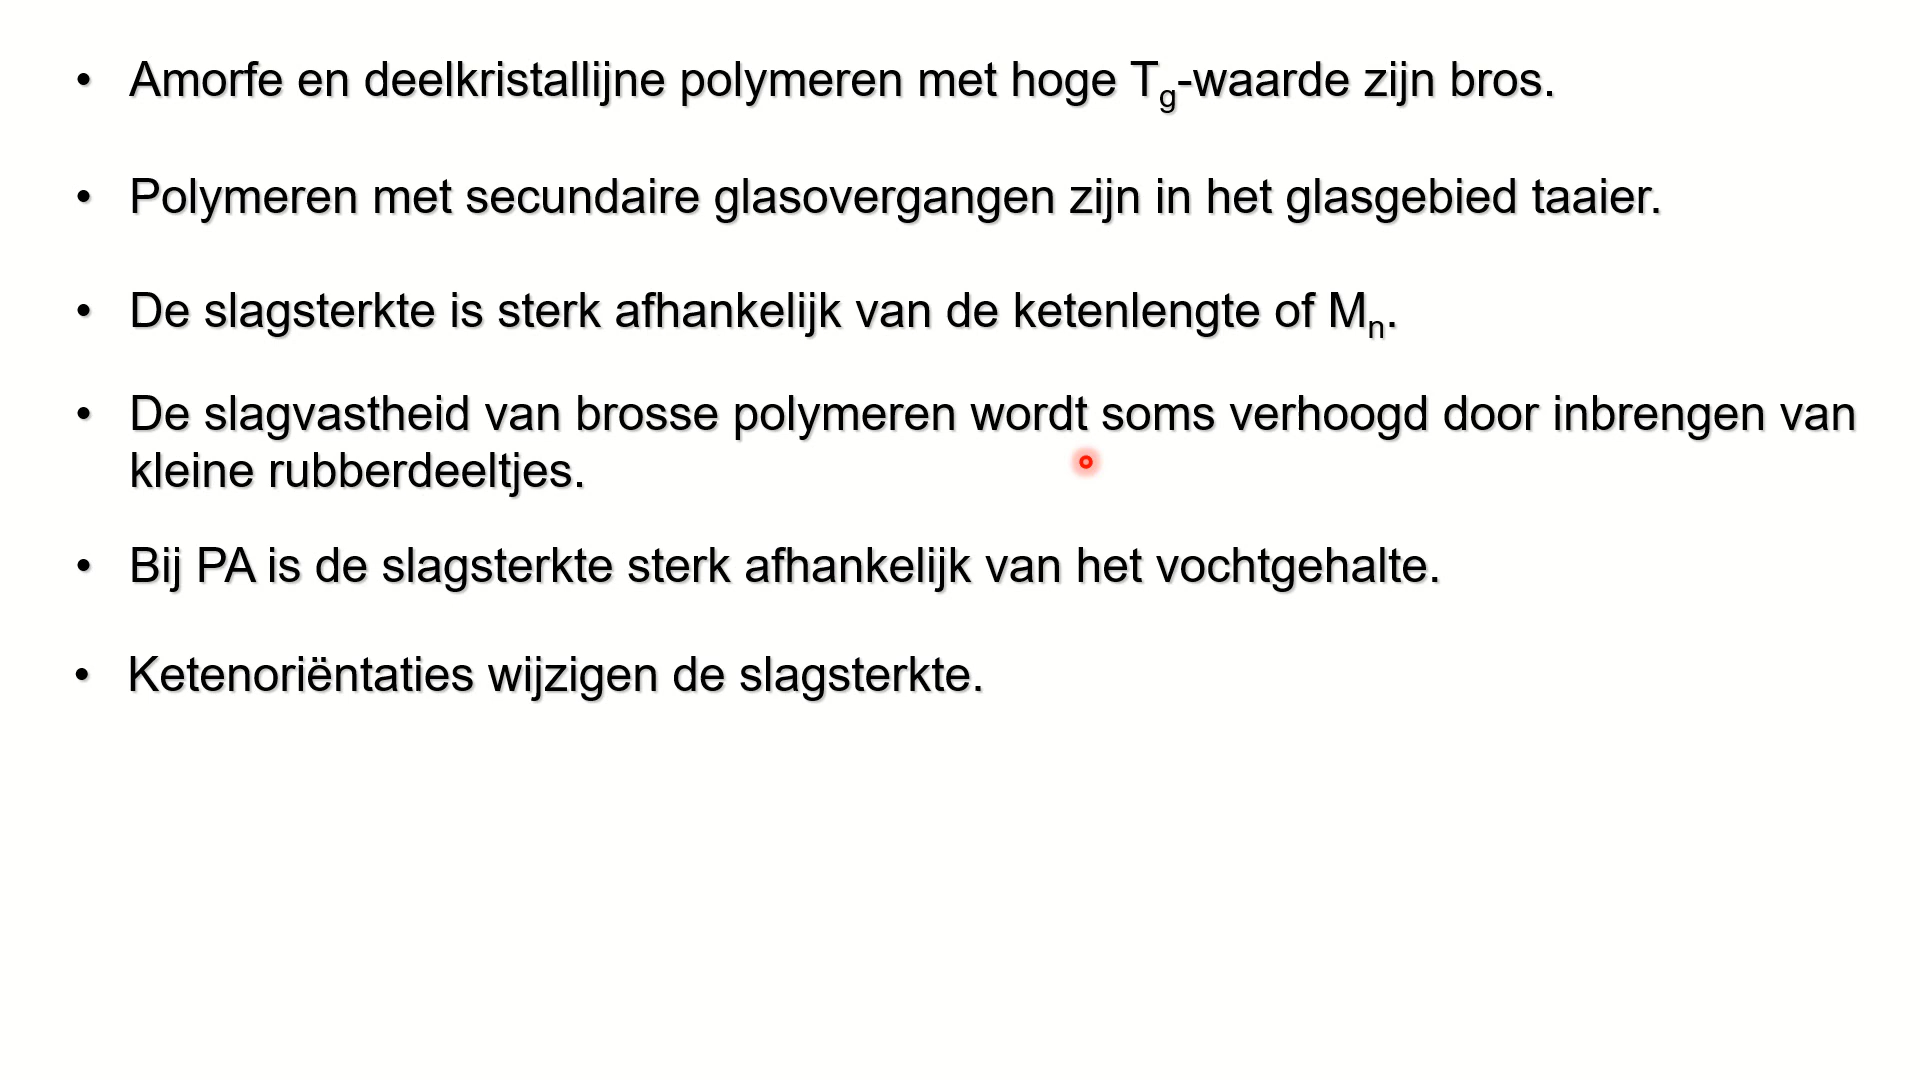 • Amorfe en deelkristallijne polymeren met hoge Tg-waarde zijn bros.
• Polymeren met secundaire glasovergangen zijn in het glasgebied taaier.
• De slagsterkte is sterk afhankelijk van de ketenlengte of Mn.
• De slagvastheid van brosse polymeren wordt soms verhoogd door inbrengen van
kleine rubberdeeltjes.
• Bij PA is de slagsterkte sterk afhankelijk van het vochtgehalte.
• Ketenoriëntaties wijzigen de slagsterkte.